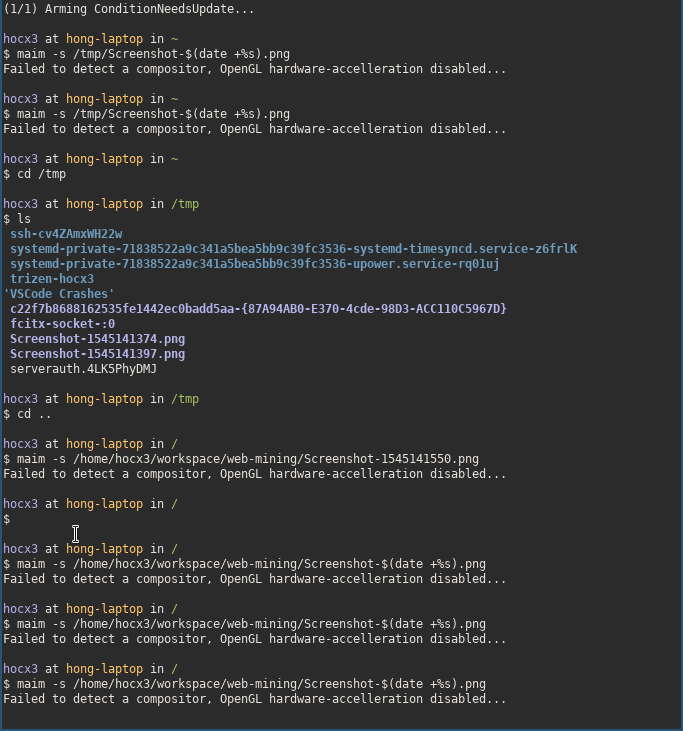 (1/1) Arming ConditionNeedsUpdate...
hocx3 at hong-laptop in ~
$ maim -s /tmp/Screenshot-$(date +%s).png
Failed to detect a compositor, OpenGL hardware-accelleration disabled...
hocx3 at hong-laptop in ~
$ maim -s /tmp/Screenshot-$(date +%s).png
Failed to detect a compositor, OpenGL hardware-accelleration disabled...
hocx3 at hong-laptop in ~
$ cd /tmp
hocx3 at hong-laptop in /tmp
$ ls
ssh-cv4ZAmxWH22w
systemd-private-71838522a9c341a5bea5bb9c39fc3536-systemd-timesyncd.service-z6frlK
systemd-private-71838522a9c341a5bea5bb9c39fc3536-upower.service-rq01uj
trizen-hocx3
'VSCode Crashes'
c22f7b8688162535fe1442ec0badd5aa-{87A94AB0-E370-4cde-98D3-ACC110C5967D}
fcitx-socket-:0
Screenshot-1545141374.png
Screenshot-1545141397.png
serverauth.4LK5PhyDMJ
hocx3 at hong-laptop in /tmp
$ cd ..
hocx3 at hong-laptop in /
$ maim -s /home/hocx3/workspace/web-mining/Screenshot-1545141550.png
Failed to detect a compositor, OpenGL hardware-accelleration disabled...
hocx3 at hong-laptop in /
$
hocx3 at hong-laptop in /
$ maim -s /home/hocx3/workspace/web-mining/Screenshot-$(date +%s).png
Failed to detect a compositor, OpenGL hardware-accelleration disabled...
hocx3 at hong-laptop in /
$ maim -s /home/hocx3/workspace/web-mining/Screenshot-$(date +%s).png
Failed to detect a compositor, OpenGL hardware-accelleration disabled...
hocx3 at hong-laptop in /
$ maim -s /home/hocx3/workspace/web-mining/Screenshot-$(date +%s).png
Failed to detect a compositor, OpenGL hardware-accelleration disabled...